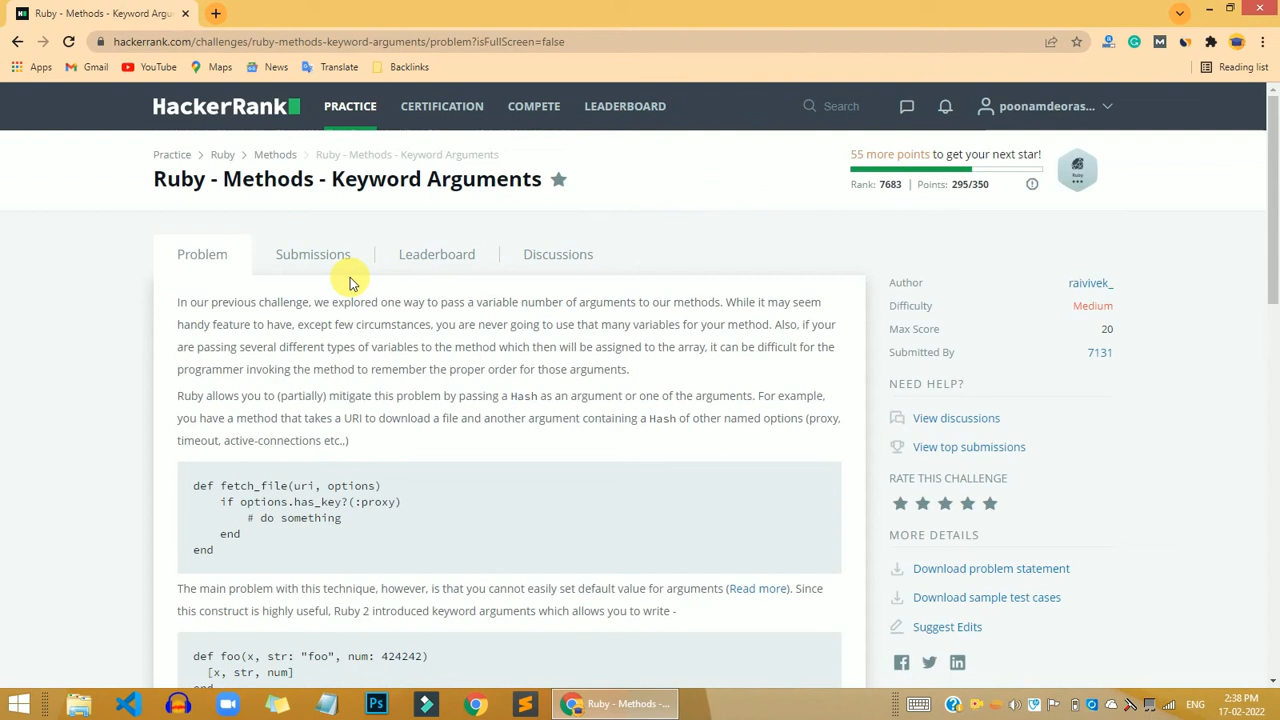 Ruby - Methods - Keyword Argume
hackerrank.com/challenges/ruby-methods-keyword-arguments/problem?isFullScreen=false
Apps Gmail YouTube Maps News Translate Backlinks Reading list
HackerRank PRACTICE CERTIFICATION COMPETE LEADERBOARD Search poonamdeoras...
Practice > Ruby > Methods > Ruby - Methods - Keyword Arguments
55 more points to get your next star!
Ruby - Methods - Keyword Arguments
Rank: 7683 | Points: 295/350
Ruby
Problem Submissions Leaderboard Discussions
In our previous challenge, we explored one way to pass a variable number of arguments to our methods. While it may seem
handy feature to have, except few circumstances, you are never going to use that many variables for your method. Also, if your
are passing several different types of variables to the method which then will be assigned to the array, it can be difficult for the
programmer invoking the method to remember the proper order for those arguments.
Ruby allows you to (partially) mitigate this problem by passing a Hash as an argument or one of the arguments. For example,
you have a method that takes a URI to download a file and another argument containing a Hash of other named options (proxy,
timeout, active-connections etc.,)
def fetch_file(uri, options)
if options.has_key?(:proxy)
# do something
end
end
The main problem with this technique, however, is that you cannot easily set default value for arguments (Read more). Since
this construct is highly useful, Ruby 2 introduced keyword arguments which allows you to write -
def foo(x, str: "foo", num: 424242)
[x, str, num]
end
Author raivivek_
Difficulty Medium
Max Score 20
Submitted By 7131
NEED HELP?
View discussions
View top submissions
RATE THIS CHALLENGE
MORE DETAILS
Download problem statement
Download sample test cases
Suggest Edits
Ruby - Methods -...
ENG
2:38 PM
17-02-2022